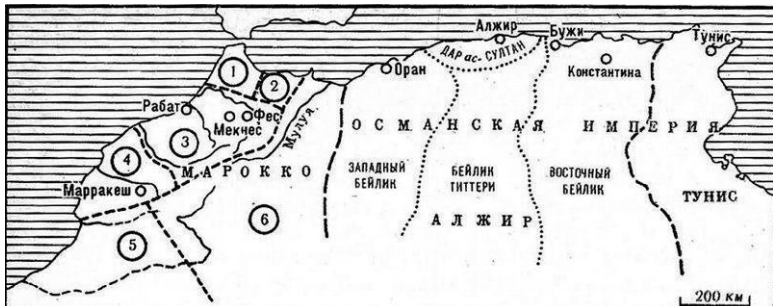 Алжир
Бужи
Тунис
ДАР ас-СУЛТАН
Оран
Константина
1
2
Рабат
Фес
Мекнес
Мулуя
3
4
ОСМАНСКАЯ ИМПЕРИЯ
МАРОККО
Марракеш
ЗАПАДНЫЙ
БЕЙЛИК
БЕЙЛИК
ТИТТЕРИ
ВОСТОЧНЫЙ
БЕЙЛИК
ТУНИС
АЛЖИР
5
6
200 км